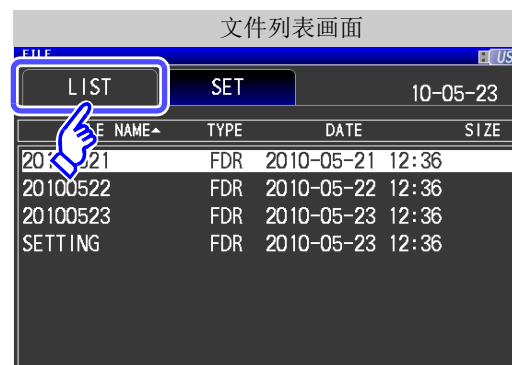 文件列表画面
FILE US
LIST SET 10-05-23
E NAME TYPE DATE SIZE
20 521 FDR 2010-05-21 12:36
20100522 FDR 2010-05-22 12:36
20100523 FDR 2010-05-23 12:36
SETTING FDR 2010-05-23 12:36